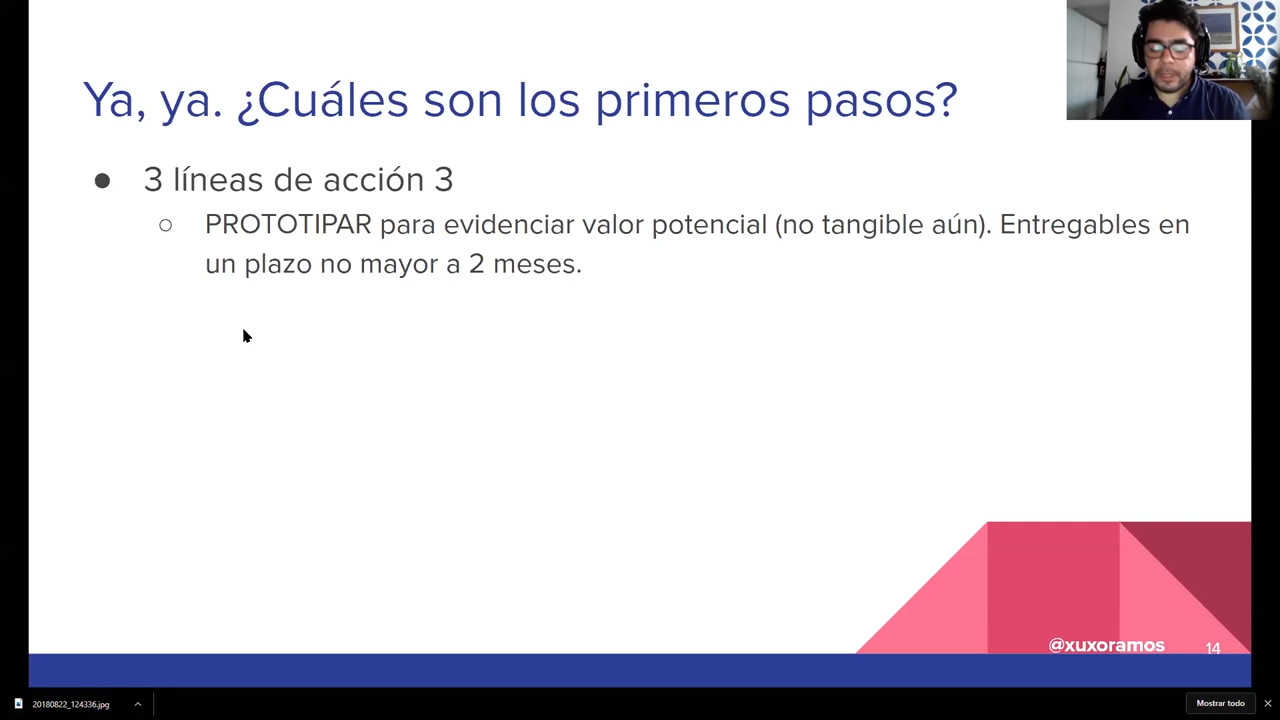 Ya, ya. ¿Cuáles son los primeros pasos?
● 3 líneas de acción 3
○ PROTOTIPAR para evidenciar valor potencial (no tangible aún). Entregables en
un plazo no mayor a 2 meses.
@xuxoramos
14
20180822_124336.jpg
Mostrar todo